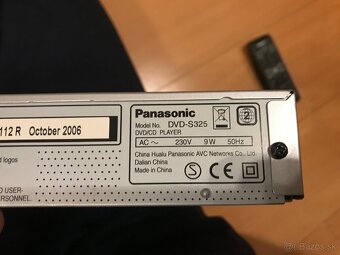 112 R October 2006
d logos
D USER-
PERSONNEL.
Panasonic
Model No. DVD-S325
DVD/CD PLAYER
AC ~ 230V 9W 50Hz
China Hualu Panasonic AVC Networks Co., Ltd.
Dalian China
Made in China
CE
2
Bazos.sk